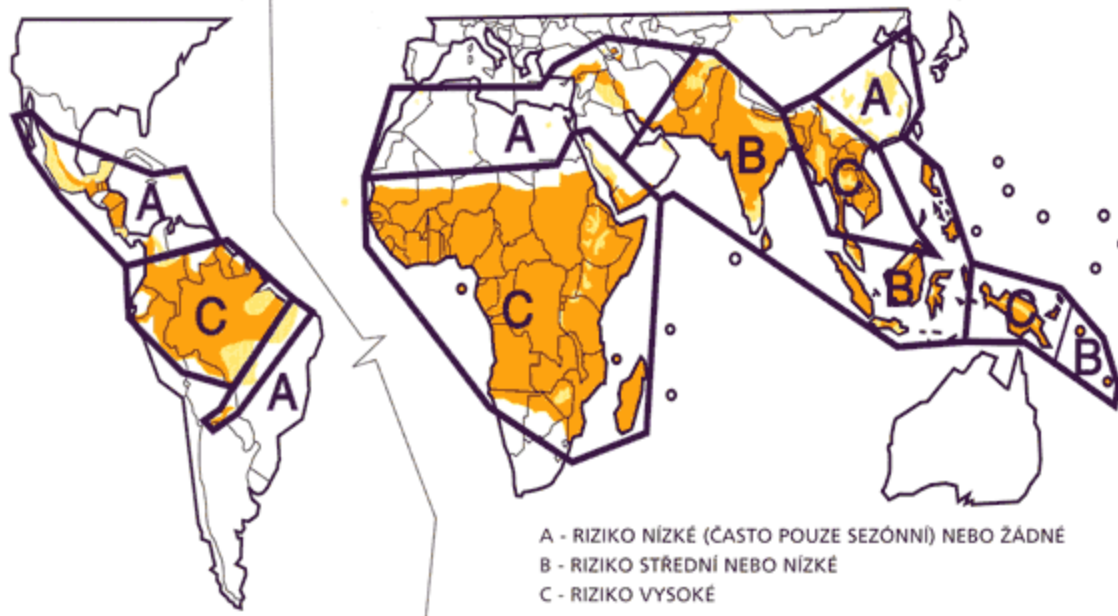 A
A
B
C
A
C
C
B
C
B
A
A - RIZIKO NÍZKÉ (ČASTO POUZE SEZÓNNÍ) NEBO ŽÁDNÉ
B - RIZIKO STŘEDNÍ NEBO NÍZKÉ
C - RIZIKO VYSOKÉ